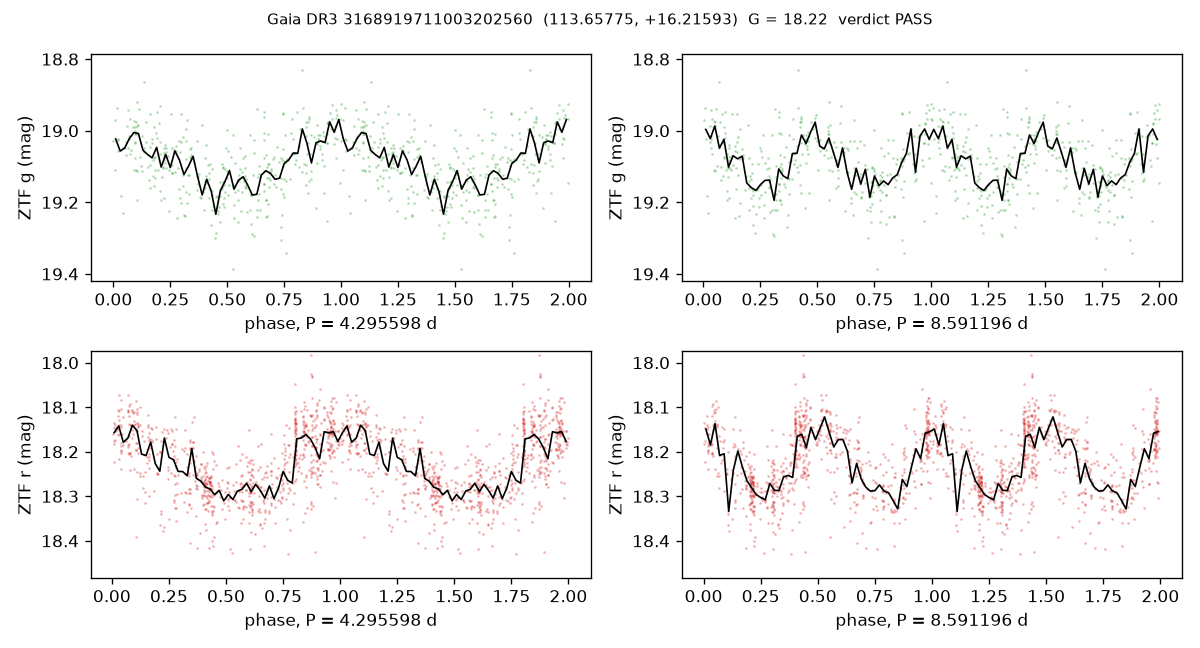 Gaia DR3 3168919711003202560 (113.65775, +16.21593) G = 18.22 verdict PASS
18.8
19.0
19.2
19.4
ZTF g (mag)
0.00 0.25 0.50 0.75 1.00 1.25 1.50 1.75 2.00
phase, P = 4.295598 d
18.8
19.0
19.2
19.4
ZTF g (mag)
0.00 0.25 0.50 0.75 1.00 1.25 1.50 1.75 2.00
phase, P = 8.591196 d
18.0
18.1
18.2
18.3
18.4
ZTF r (mag)
0.00 0.25 0.50 0.75 1.00 1.25 1.50 1.75 2.00
phase, P = 4.295598 d
18.0
18.1
18.2
18.3
18.4
ZTF r (mag)
0.00 0.25 0.50 0.75 1.00 1.25 1.50 1.75 2.00
phase, P = 8.591196 d